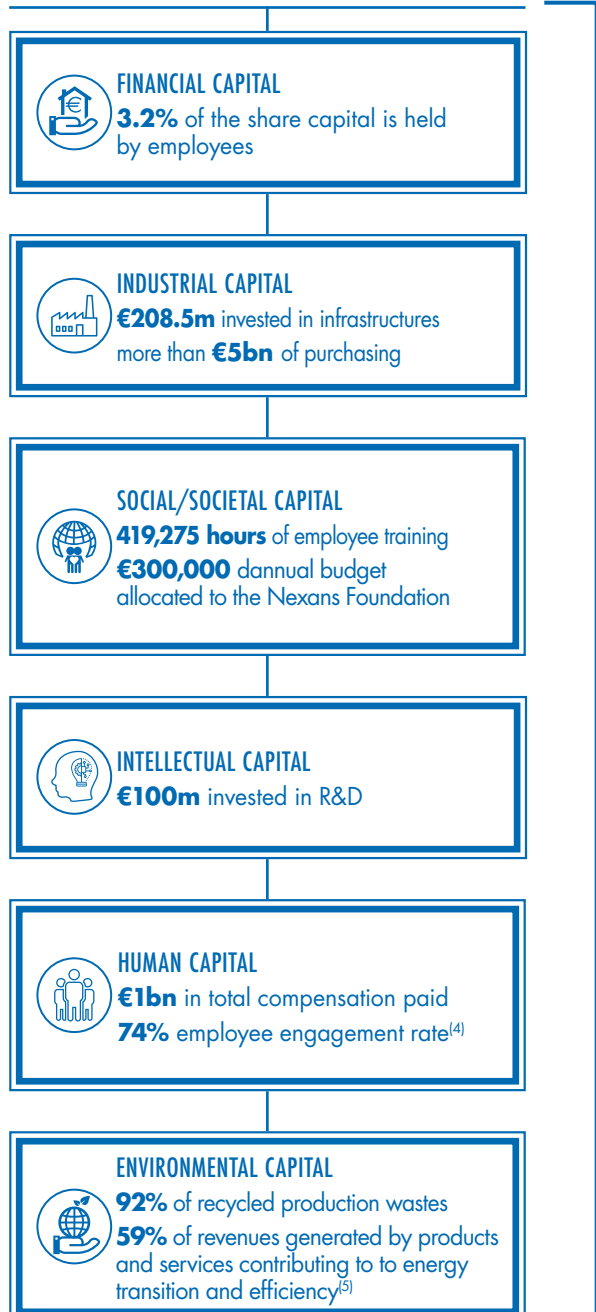 FINANCIAL CAPITAL
3.2% of the share capital is held
by employees
INDUSTRIAL CAPITAL
€208.5m invested in infrastructures
more than €5bn of purchasing
SOCIAL/SOCIETAL CAPITAL
419,275 hours of employee training
€300,000 dannual budget
allocated to the Nexans Foundation
INTELLECTUAL CAPITAL
€100m invested in R&D
HUMAN CAPITAL
€1bn in total compensation paid
74% employee engagement rate(4)
ENVIRONMENTAL CAPITAL
92% of recycled production wastes
59% of revenues generated by products
and services contributing to to energy
transition and efficiency(5)